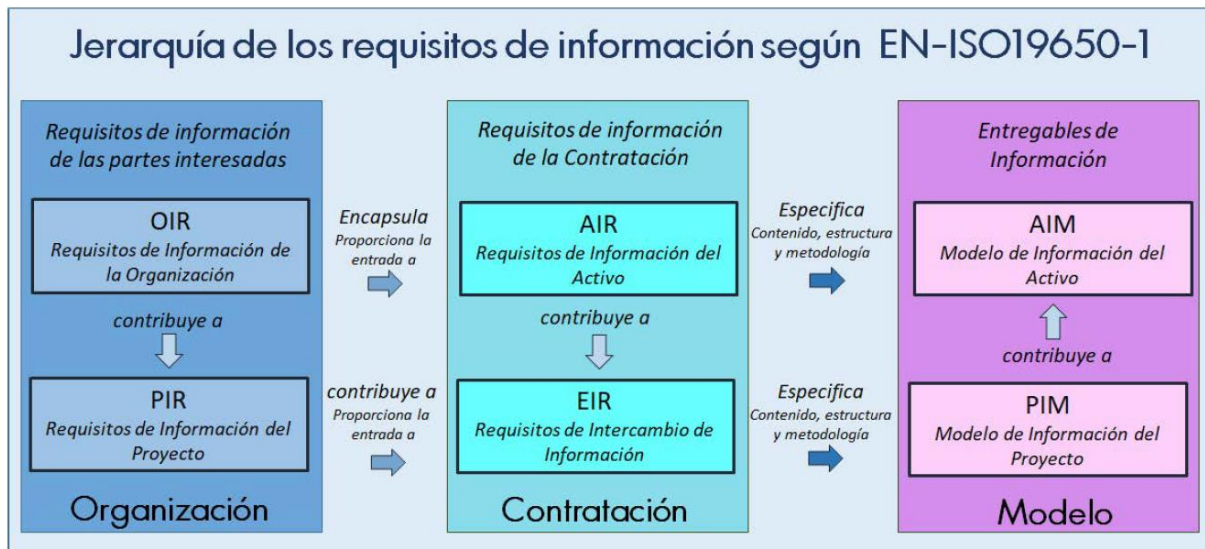 Jerarquía de los requisitos de información según EN-ISO19650-1
Requisitos de información
de las partes interesadas
OIR
Requisitos de Información de
la Organización
contribuye a
PIR
Requisitos de Información del
Proyecto
Organización
Encapsula
Proporciona la
entrada a
contribuye a
Proporciona la
entrada a
Requisitos de información
de la Contratación
AIR
Requisitos de Información del
Activo
contribuye a
EIR
Requisitos de Intercambio de
Información
Contratación
Especifica
Contenido, estructura
y metodología
Especifica
Contenido, estructura
y metodología
Entregables de
Información
AIM
Modelo de Información del
Activo
contribuye a
PIM
Modelo de Información del
Proyecto
Modelo